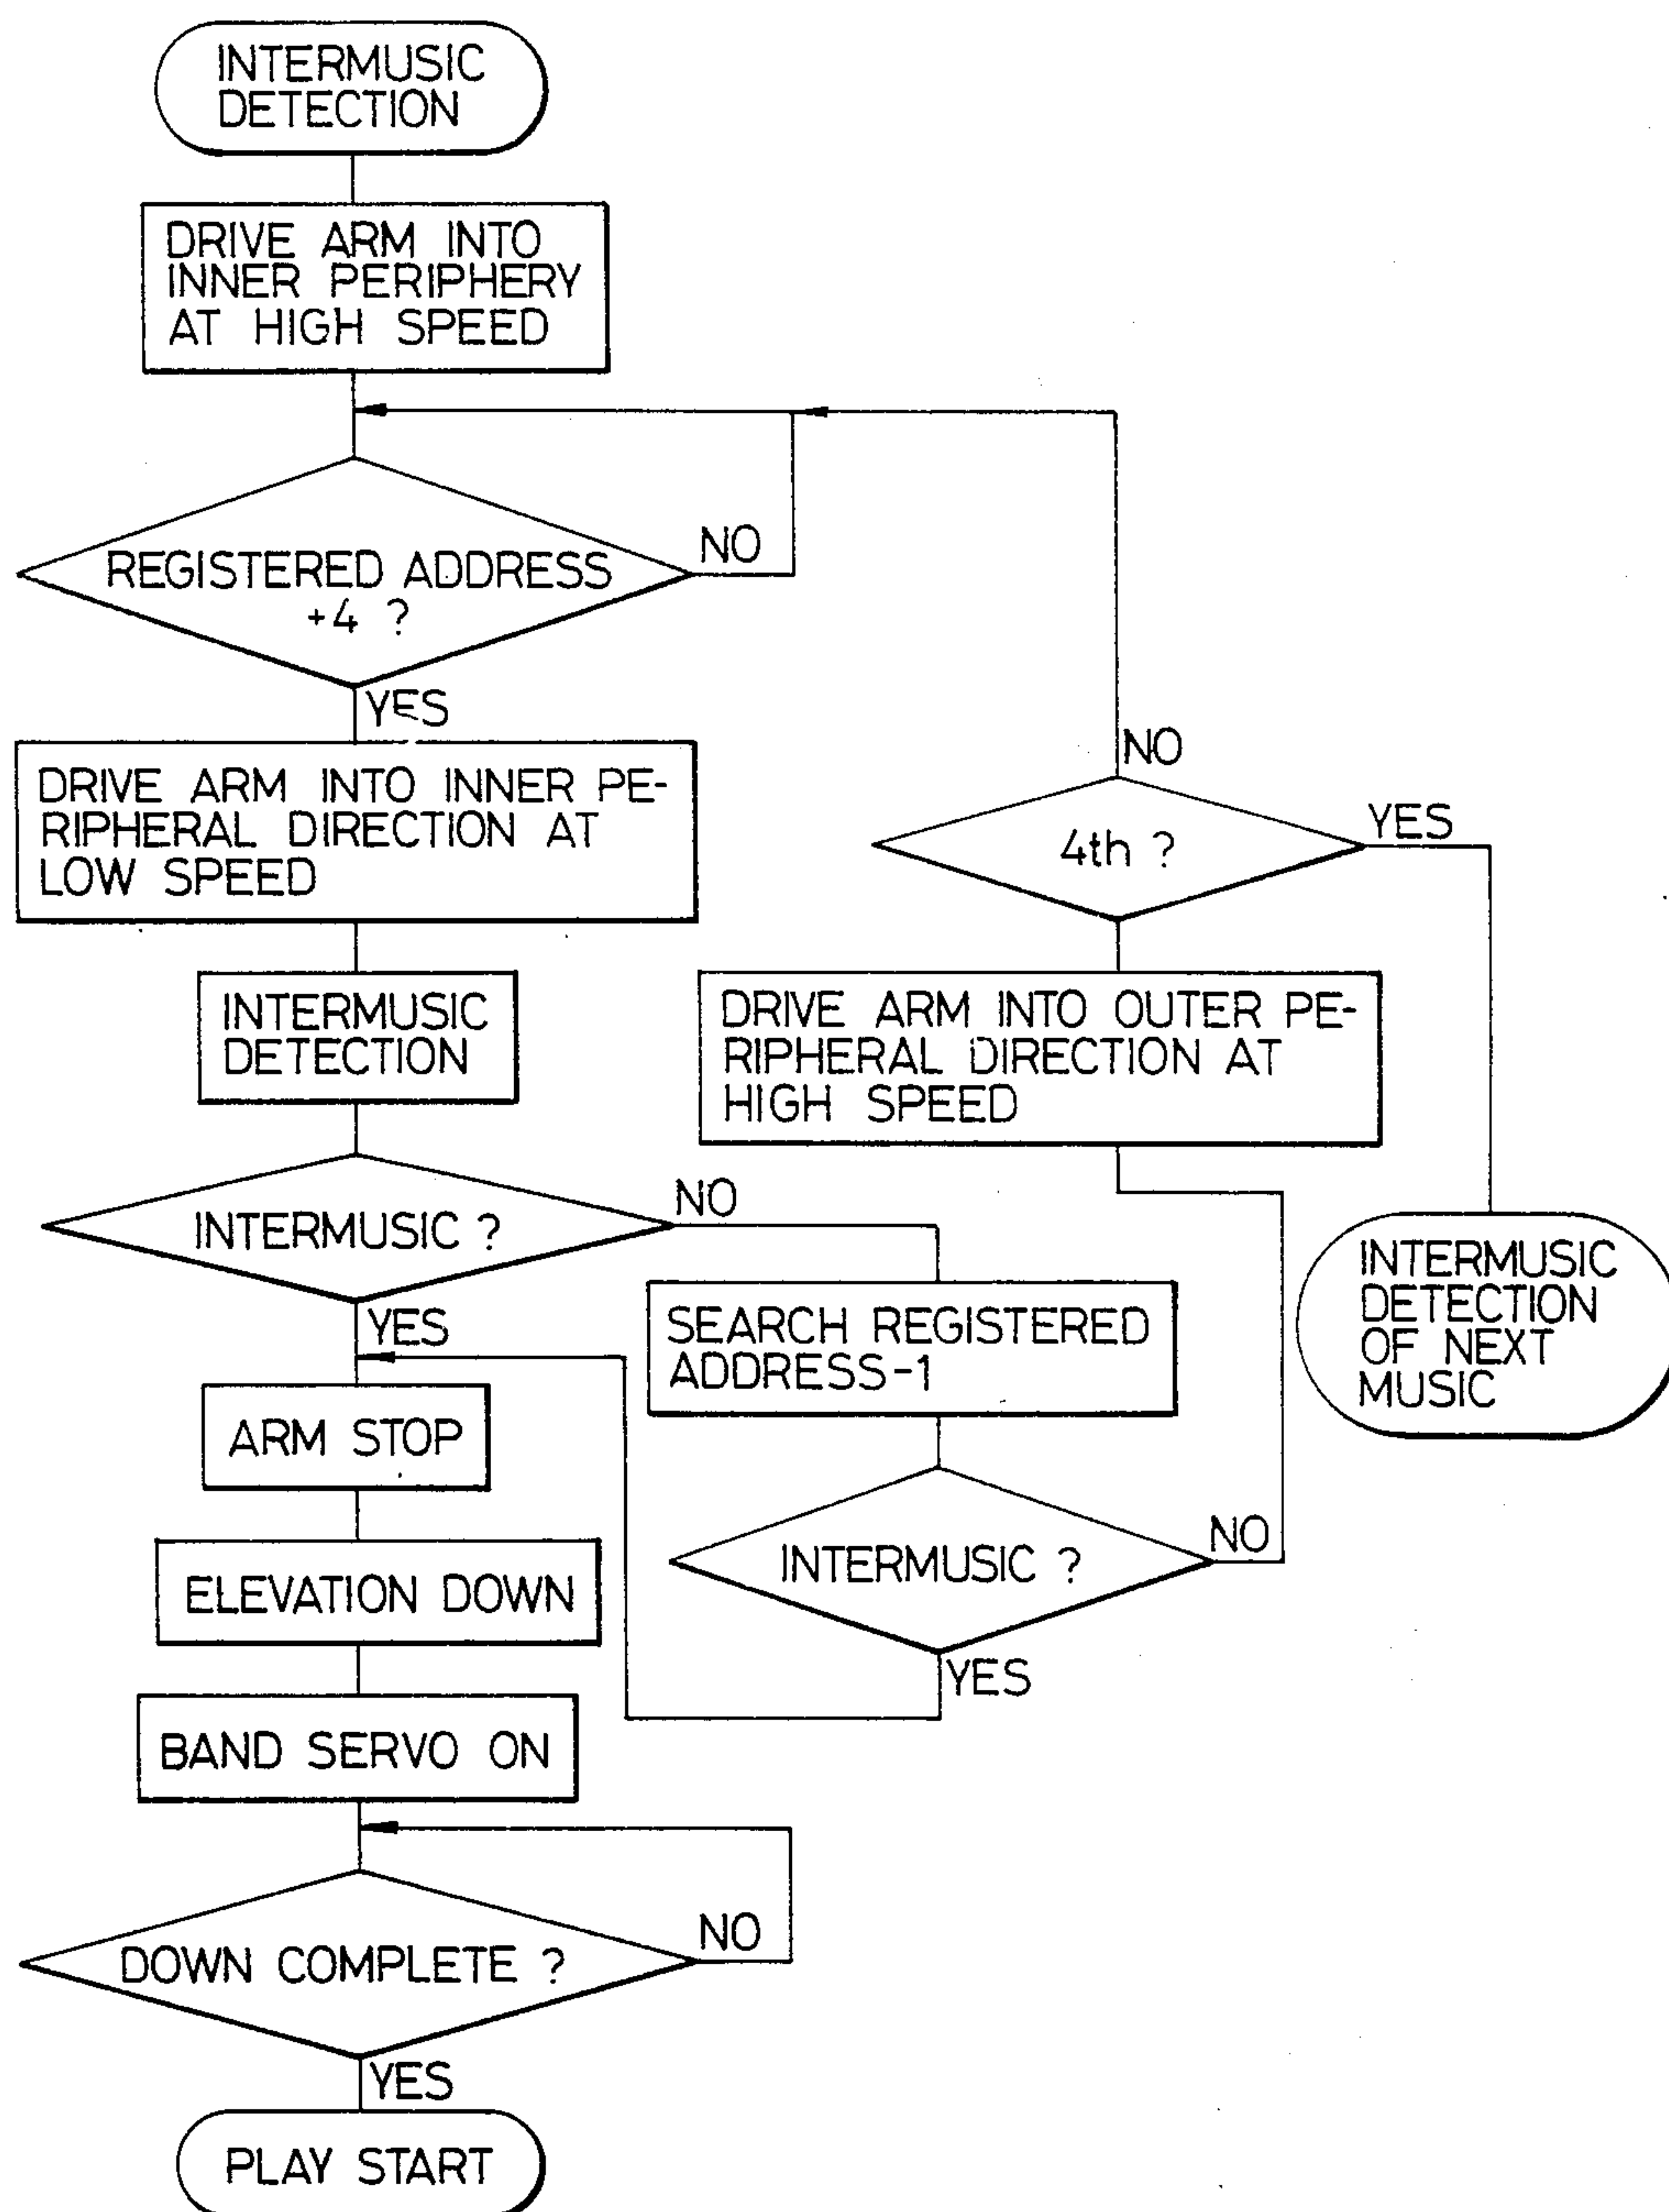 INTERMUSIC
DETECTION
DRIVE ARM INTO
INNER PERIPHERY
AT HIGH SPEED
REGISTERED ADDRESS
+4 ?
NO
YES
DRIVE ARM INTO INNER PE-
RIPHERAL DIRECTION AT
LOW SPEED
INTERMUSIC
DETECTION
INTERMUSIC ?
NO
YES
ARM STOP
ELEVATION DOWN
BAND SERVO ON
DOWN COMPLETE ?
NO
YES
PLAY START
SEARCH REGISTERED
ADDRESS-1
INTERMUSIC ?
NO
YES
DRIVE ARM INTO OUTER PE-
RIPHERAL DIRECTION AT
HIGH SPEED
4th ?
NO
YES
INTERMUSIC
DETECTION
OF NEXT
MUSIC